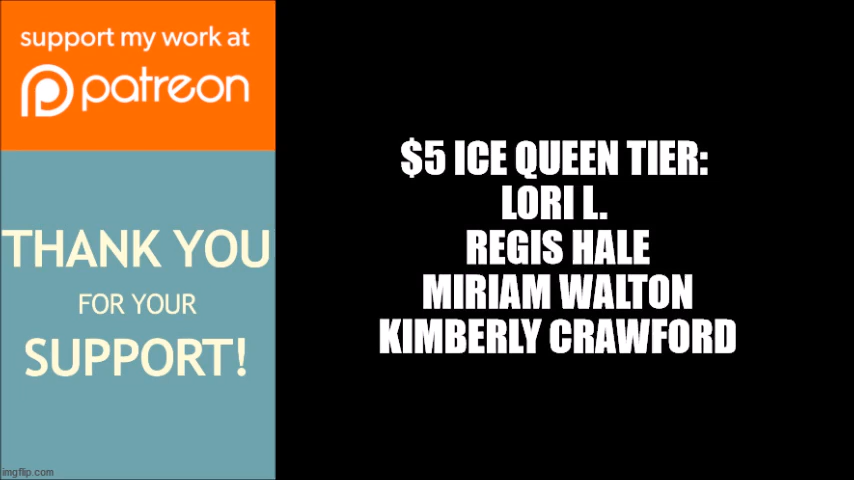 support my work at
patreon
THANK YOU
FOR YOUR
SUPPORT!
$5 ICE QUEEN TIER:
LORI L.
REGIS HALE
MIRIAM WALTON
KIMBERLY CRAWFORD
imgflip.com